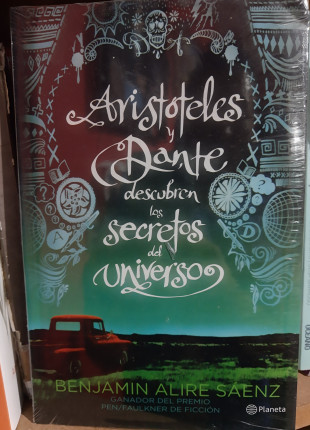 Aristoteles
y
Dante
descubren
los
secretos
del
universo
BENJAMIN ALIRE SAENZ
GANADOR DEL PREMIO
PEN/FAULKNER DE FICCIÓN
Planeta